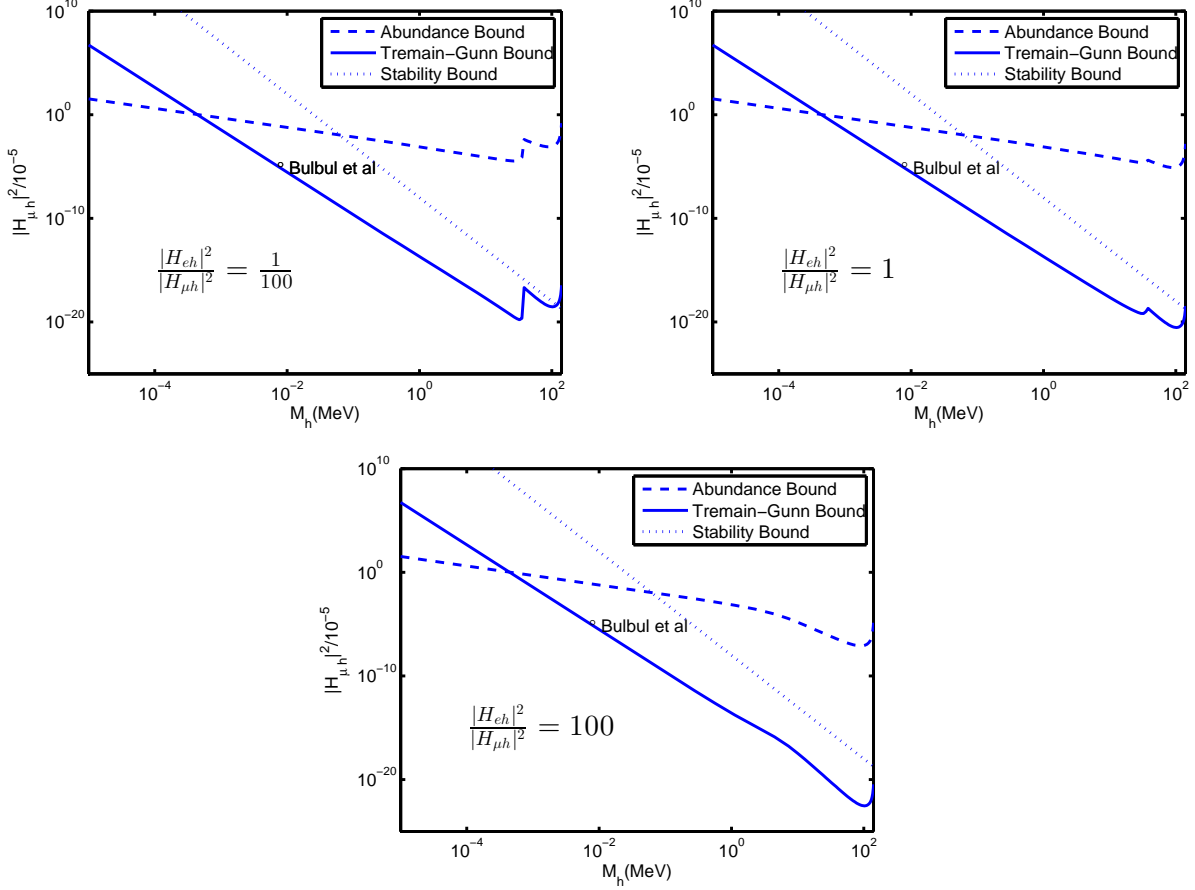 10^10
10^0
10^−10
10^−20
|H_μ h|^2/10^−5
Abundance Bound
Tremain−Gunn Bound
Stability Bound
° Bulbul et al
|H_eh|^2/|H_μh|^2 = 1/100
10^−4
10^−2
10^0
10^2
M_h(MeV)
10^10
10^0
10^−10
10^−20
|H_μ h|^2/10^−5
Abundance Bound
Tremain−Gunn Bound
Stability Bound
° Bulbul et al
|H_eh|^2/|H_μh|^2 = 1
10^−4
10^−2
10^0
10^2
M_h(MeV)
10^10
10^0
10^−10
10^−20
|H_μ h|^2/10^−5
Abundance Bound
Tremain−Gunn Bound
Stability Bound
° Bulbul et al
|H_eh|^2/|H_μh|^2 = 100
10^−4
10^−2
10^0
10^2
M_h(MeV)